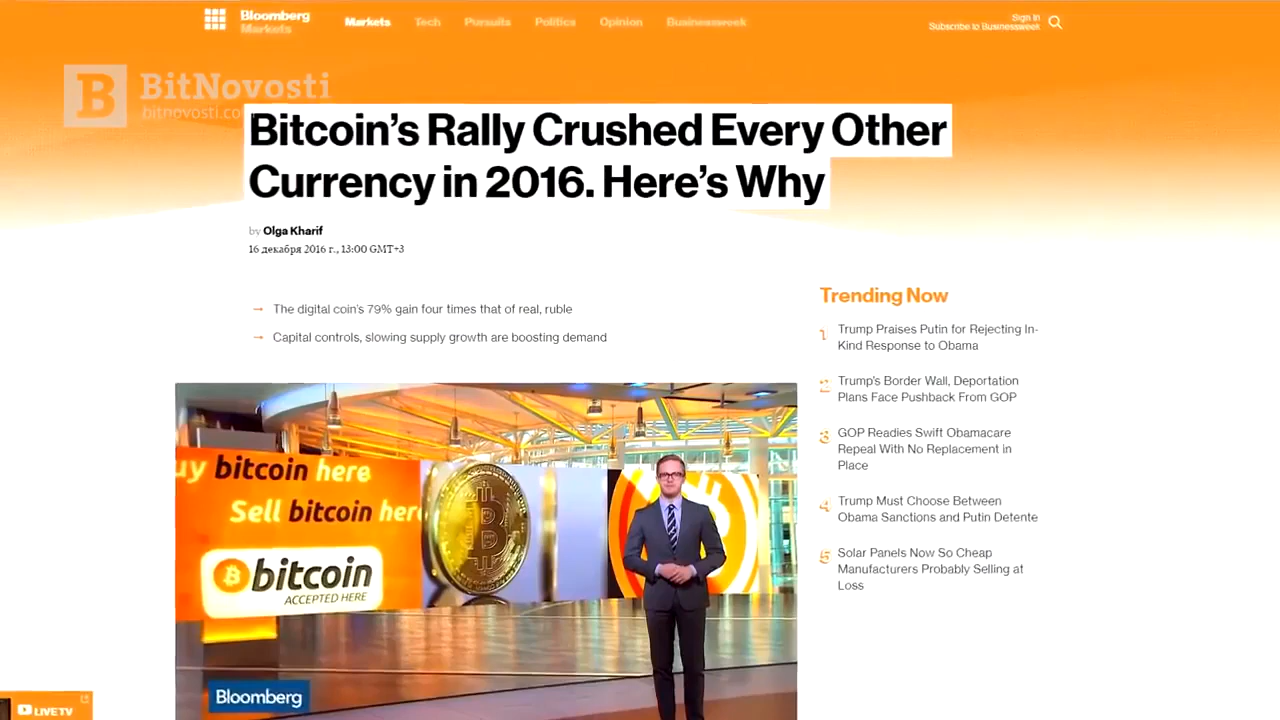 Bloomberg
Markets
Markets Tech Pursuits Politics Opinion Businessweek
Sign In
Subscribe to Businessweek
BitNovosti
bitnovosti.co
Bitcoin's Rally Crushed Every Other
Currency in 2016. Here's Why
by Olga Kharif
16 декабря 2016 г., 13:00 GMT+3
→ The digital coin's 79% gain four times that of real, ruble
→ Capital controls, slowing supply growth are boosting demand
uy bitcoin here
Sell bitcoin here
bitcoin
ACCEPTED HERE
Bloomberg
LIVE TV
Trending Now
1 Trump Praises Putin for Rejecting In-
Kind Response to Obama
2 Trump's Border Wall, Deportation
Plans Face Pushback From GOP
3 GOP Readies Swift Obamacare
Repeal With No Replacement in
Place
4 Trump Must Choose Between
Obama Sanctions and Putin Detente
5 Solar Panels Now So Cheap
Manufacturers Probably Selling at
Loss